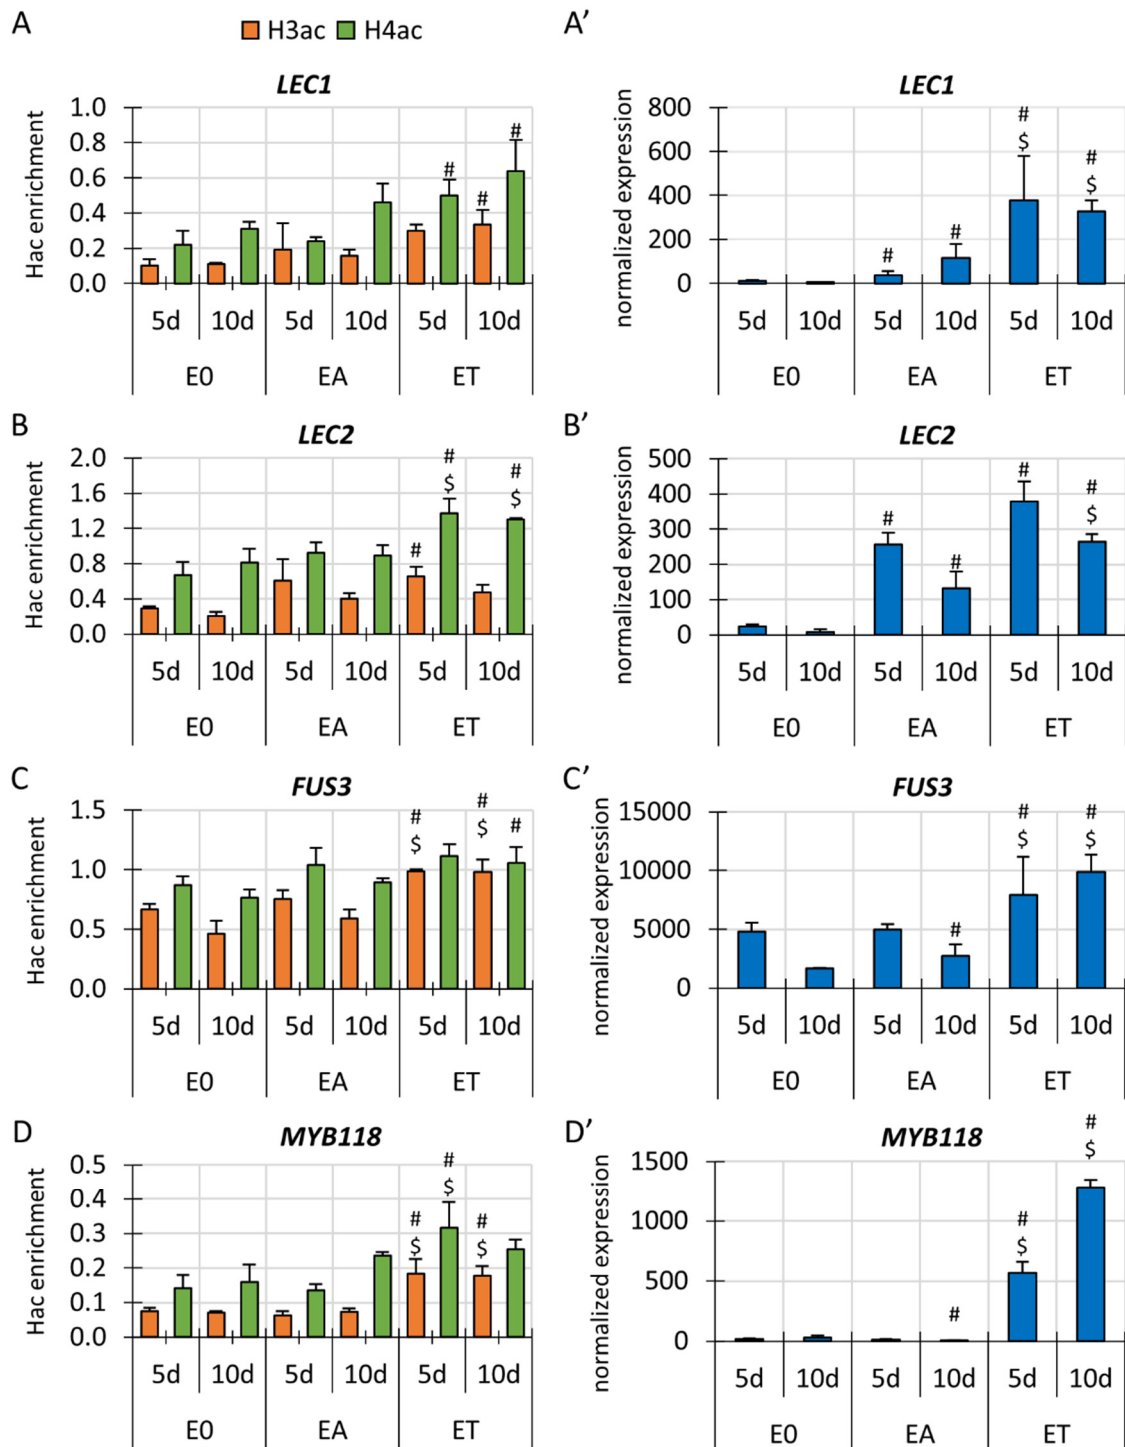 A
H3ac H4ac
A’
LEC1
Hac enrichment
1.0
0.8
0.6
0.4
0.2
0.0
#
#
#
5d 10d 5d 10d 5d 10d
E0 EA ET
LEC1
normalized expression
800
600
400
200
0
#
#
#
$
#
$
5d 10d 5d 10d 5d 10d
E0 EA ET
B
LEC2
Hac enrichment
2.0
1.6
1.2
0.8
0.4
0.0
#
#
$
#
$
5d 10d 5d 10d 5d 10d
E0 EA ET
B’
LEC2
normalized expression
500
400
300
200
100
0
#
#
#
#
$
5d 10d 5d 10d 5d 10d
E0 EA ET
C
FUS3
Hac enrichment
1.5
1.0
0.5
0.0
#
$
#
$
#
5d 10d 5d 10d 5d 10d
E0 EA ET
C’
FUS3
normalized expression
15000
10000
5000
0
#
#
$
#
$
5d 10d 5d 10d 5d 10d
E0 EA ET
D
MYB118
Hac enrichment
0.5
0.4
0.3
0.2
0.1
0.0
#
$
#
$
#
$
5d 10d 5d 10d 5d 10d
E0 EA ET
D’
MYB118
normalized expression
1500
1000
500
0
#
#
$
#
$
5d 10d 5d 10d 5d 10d
E0 EA ET